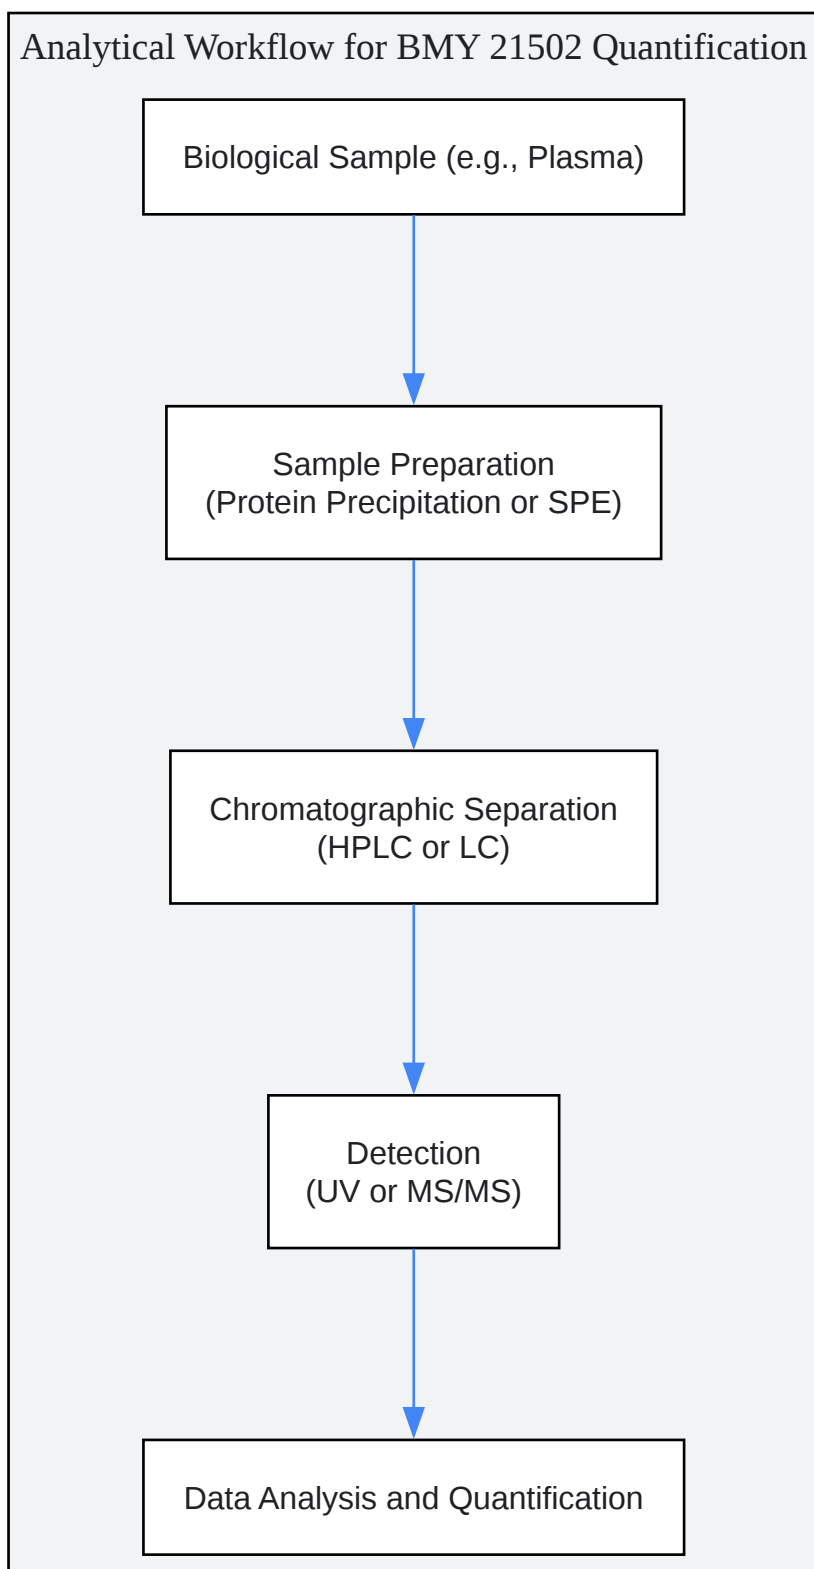 Analytical Workflow for BMY 21502 Quantification
Biological Sample (e.g., Plasma)
Sample Preparation
(Protein Precipitation or SPE)
Chromatographic Separation
(HPLC or LC)
Detection
(UV or MS/MS)
Data Analysis and Quantification